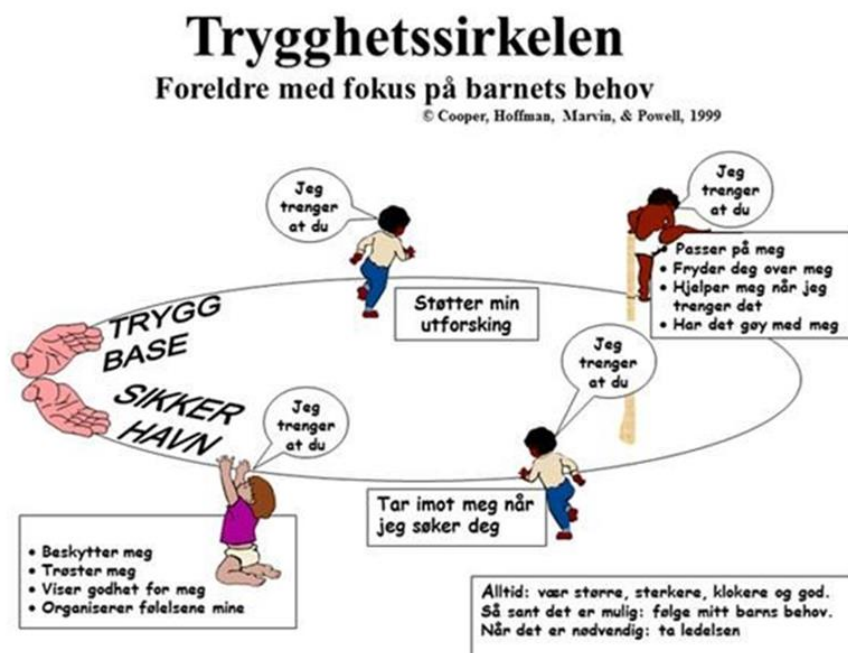 Trygghetssirkelen
Foreldre med fokus på barnets behov
© Cooper, Hoffman, Marvin, & Powell, 1999
Jeg
trenger
at du
Støtter min
utforsking
Jeg
trenger
at du
• Passer på meg
• Fryder deg over meg
• Hjelper meg når jeg
trenger det
• Har det gøy med meg
TRYGG
BASE
SIKKER
HAVN
Jeg
trenger
at du
Tar imot meg når
jeg søker deg
Jeg
trenger
at du
• Beskytter meg
• Trøster meg
• Viser godhet for meg
• Organiserer følelsene mine
Alltid: vær større, sterkere, klokere og god.
Så sant det er mulig: følge mitt barns behov.
Når det er nødvendig: ta ledelsen